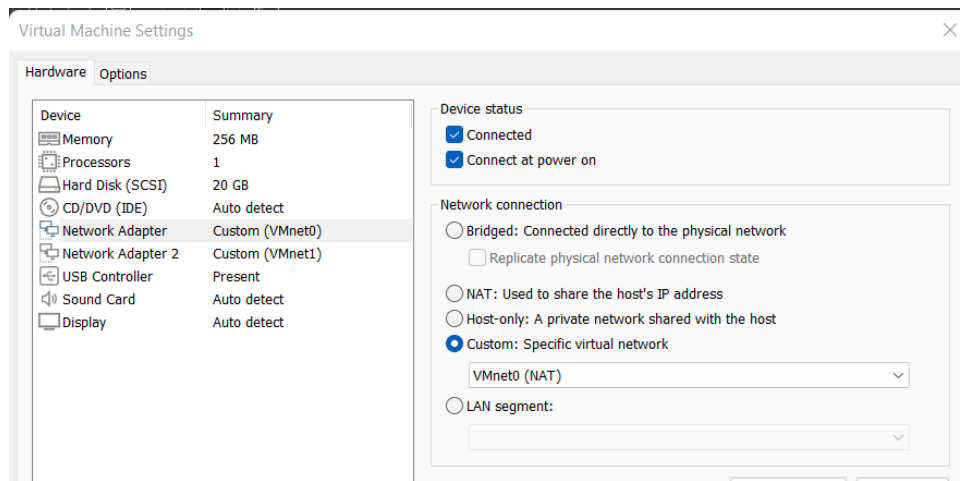 Virtual Machine Settings
Hardware Options
Device Summary
Memory 256 MB
Processors 1
Hard Disk (SCSI) 20 GB
CD/DVD (IDE) Auto detect
Network Adapter Custom (VMnet0)
Network Adapter 2 Custom (VMnet1)
USB Controller Present
Sound Card Auto detect
Display Auto detect
Device status
Connected
Connect at power on
Network connection
Bridged: Connected directly to the physical network
Replicate physical network connection state
NAT: Used to share the host's IP address
Host-only: A private network shared with the host
Custom: Specific virtual network
VMnet0 (NAT)
LAN segment: